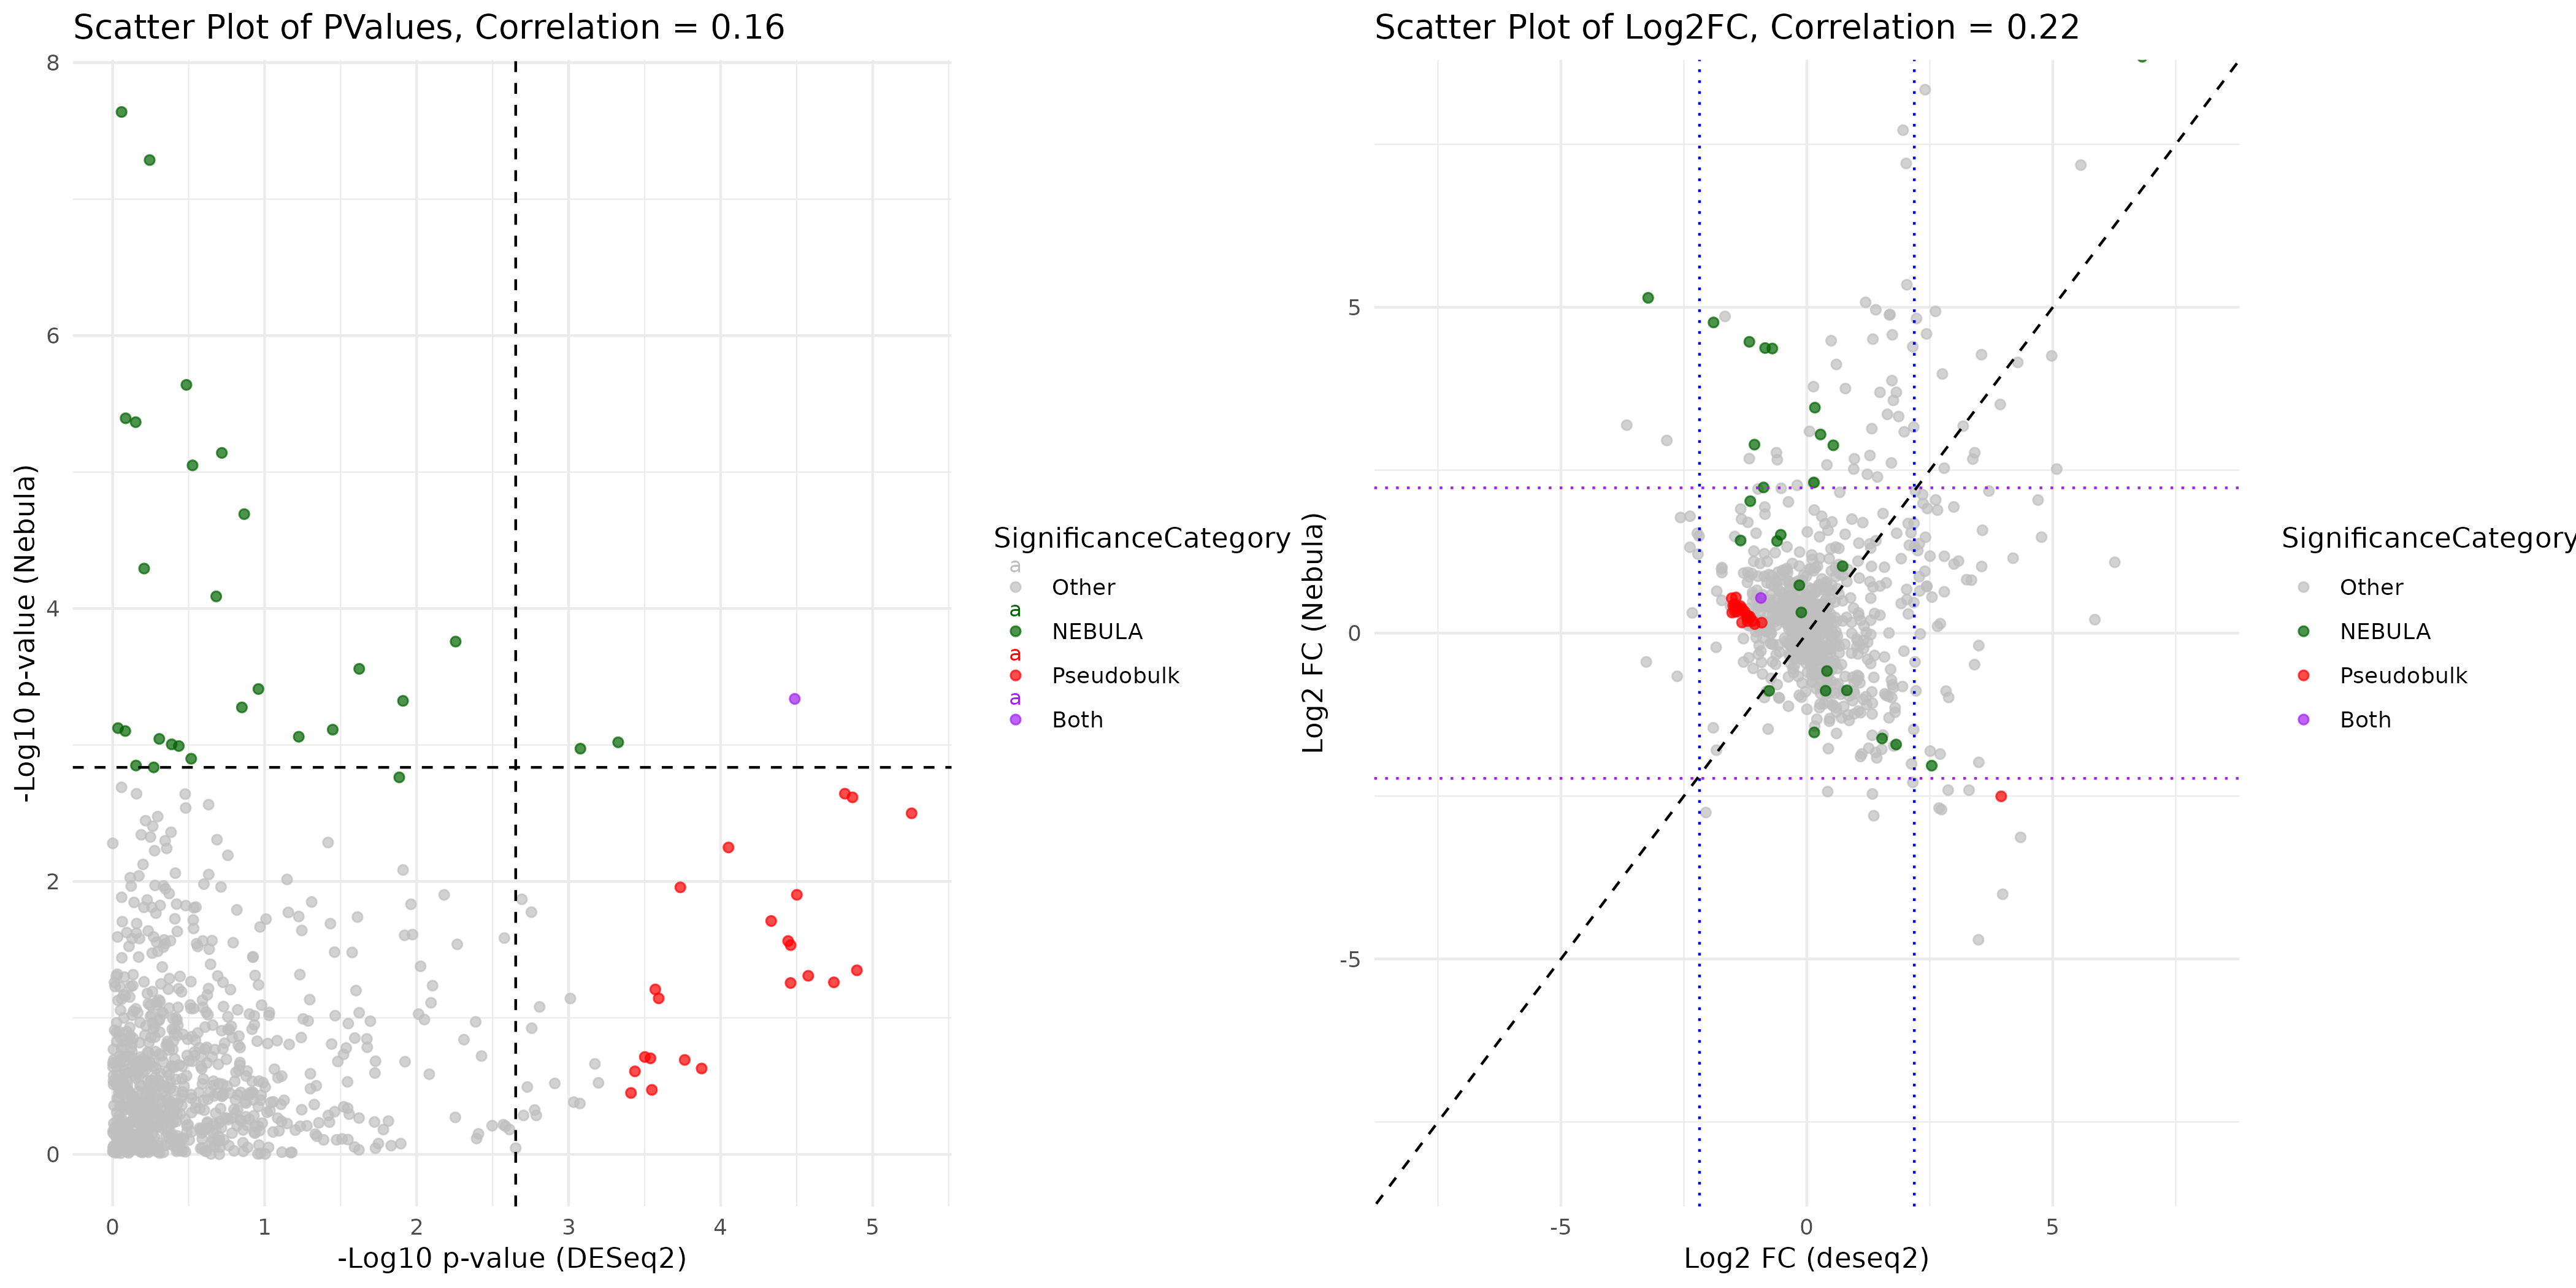 Scatter Plot of PValues, Correlation = 0.16
8
6
4
2
0
-Log10 p-value (Nebula)
0 1 2 3 4 5
-Log10 p-value (DESeq2)
SignificanceCategory
a
Other
a
NEBULA
a
Pseudobulk
a
Both
Scatter Plot of Log2FC, Correlation = 0.22
5
0
-5
Log2 FC (Nebula)
-5 0 5
Log2 FC (deseq2)
SignificanceCategory
Other
NEBULA
Pseudobulk
Both